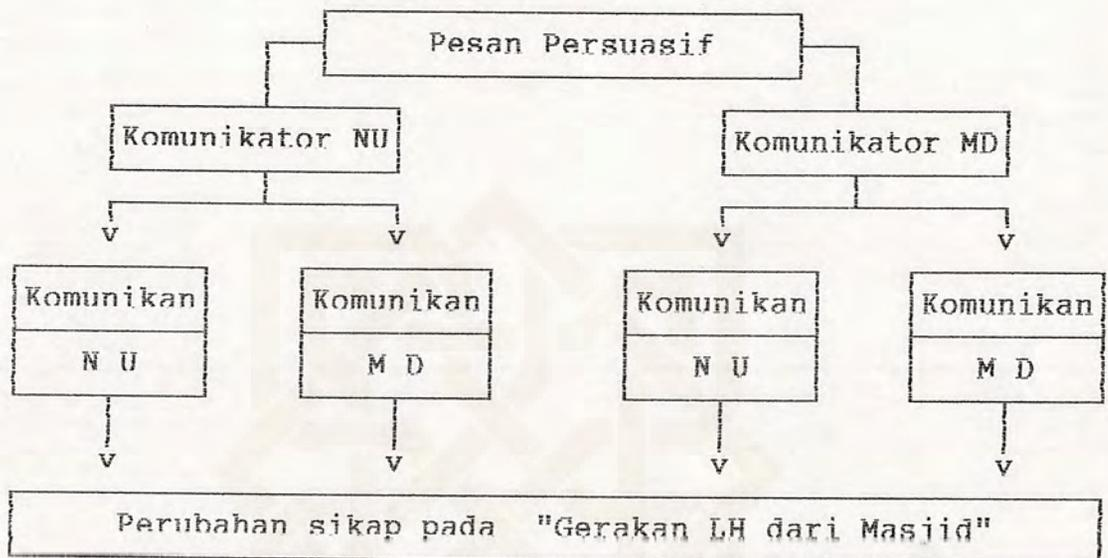 Pesan Persuasif
Komunikator NU
Komunikator MD
Komunikan
N U
Komunikan
M D
Komunikan
N U
Komunikan
M D
Perubahan sikap pada "Gerakan LH dari Masjid"